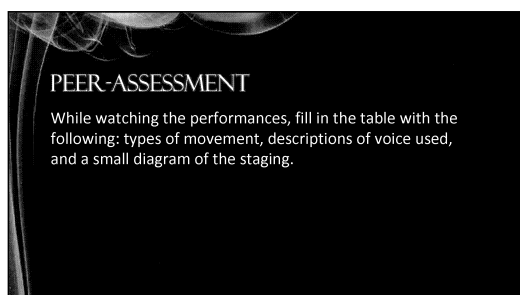 PEER-ASSESSMENT
While watching the performances, fill in the table with the
following: types of movement, descriptions of voice used,
and a small diagram of the staging.